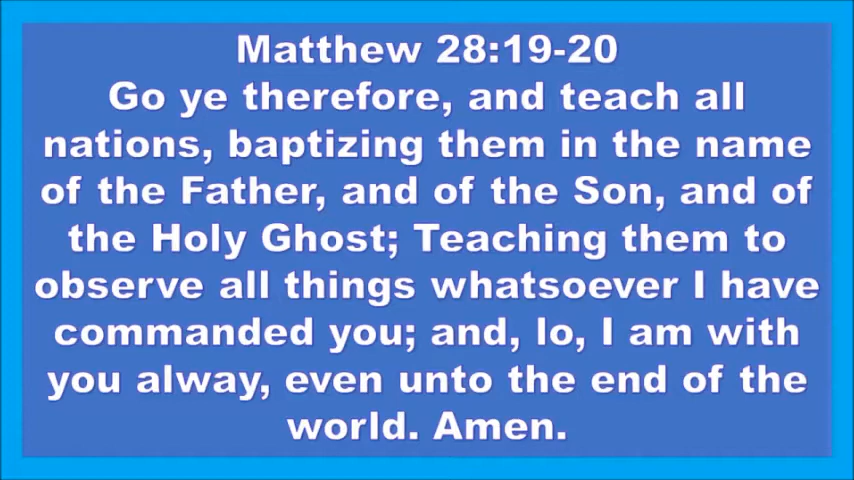 Matthew 28:19-20
Go ye therefore, and teach all
nations, baptizing them in the name
of the Father, and of the Son, and of
the Holy Ghost; Teaching them to
observe all things whatsoever I have
commanded you; and, lo, I am with
you alway, even unto the end of the
world. Amen.